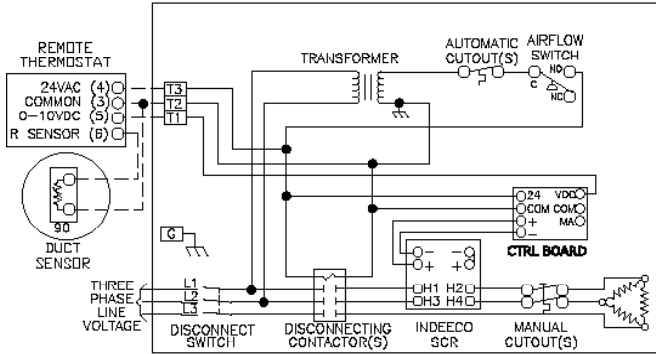 REMOTE
THERMOSTAT
24VAC (4)
COMMON (3)
0-10VDC (5)
R SENSOR (6)
T3
T2
T1
TRANSFORMER
AUTOMATIC
CUTOUT(S)
AIRFLOW
SWITCH
NO
C
NC
90
DUCT
SENSOR
G
24 VDC
COM COM
+ MA
-
CTRL BOARD
- -
+ +
H1 H2
H3 H4
THREE
PHASE
LINE
VOLTAGE
L1
L2
L3
DISCONNECT
SWITCH
DISCONNECTING
CONTACTOR(S)
INDEECO
SCR
MANUAL
CUTOUT(S)